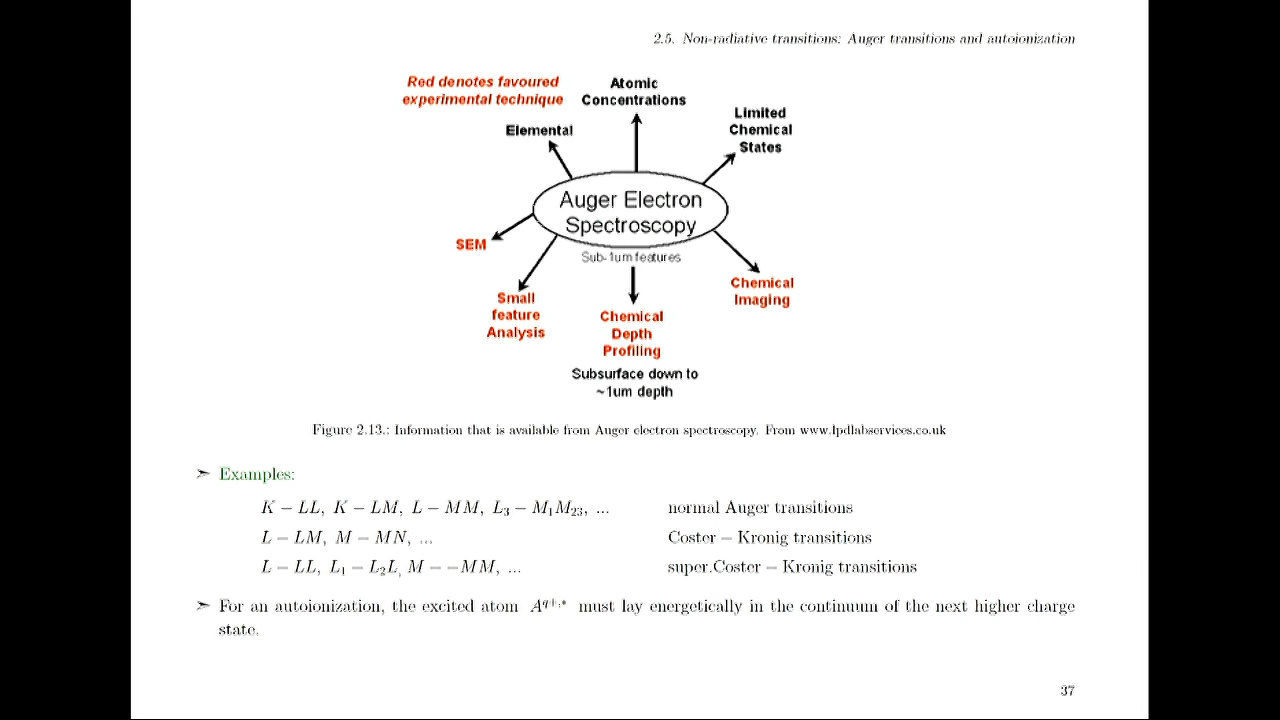 2.5. Non-radiative transitions: Auger transitions and autoionization
Red denotes favoured
experimental technique
Atomic
Concentrations
Elemental
Limited
Chemical
States
Auger Electron
Spectroscopy
SEM
Sub-1um features
Small
feature
Analysis
Chemical
Depth
Profiling
Chemical
Imaging
Subsurface down to
~1um depth
Figure 2.13.: Information that is available from Auger electron spectroscopy. From www.lpdlabservices.co.uk
➣ Examples:
K − LL, K − LM, L − MM, L₃ − M₁M₂₃, ... normal Auger transitions
L − LM, M − MN, ... Coster − Kronig transitions
L − LL, L₁ − L₂L, M − −MM, ... super.Coster − Kronig transitions
➣ For an autoionization, the excited atom A^{q+,*} must lay energetically in the continuum of the next higher charge
state.
37